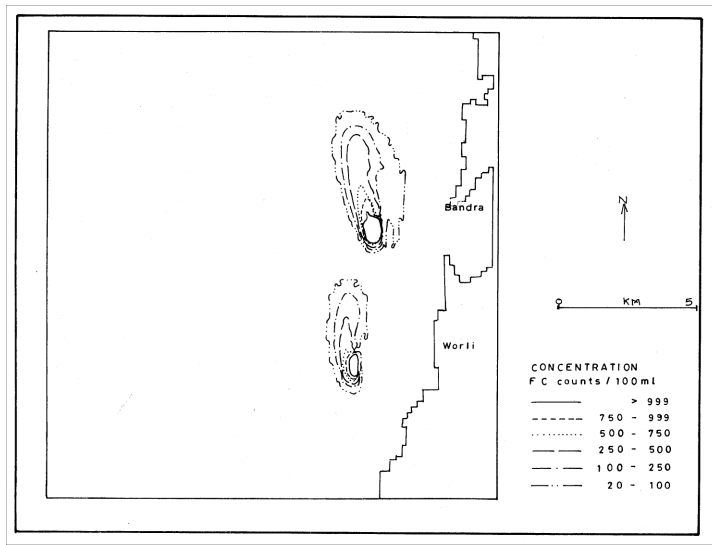 Bandra
Worli
N
0 KM 5
CONCENTRATION
FC counts/100ml
> 999
750 - 999
500 - 750
250 - 500
100 - 250
20 - 100